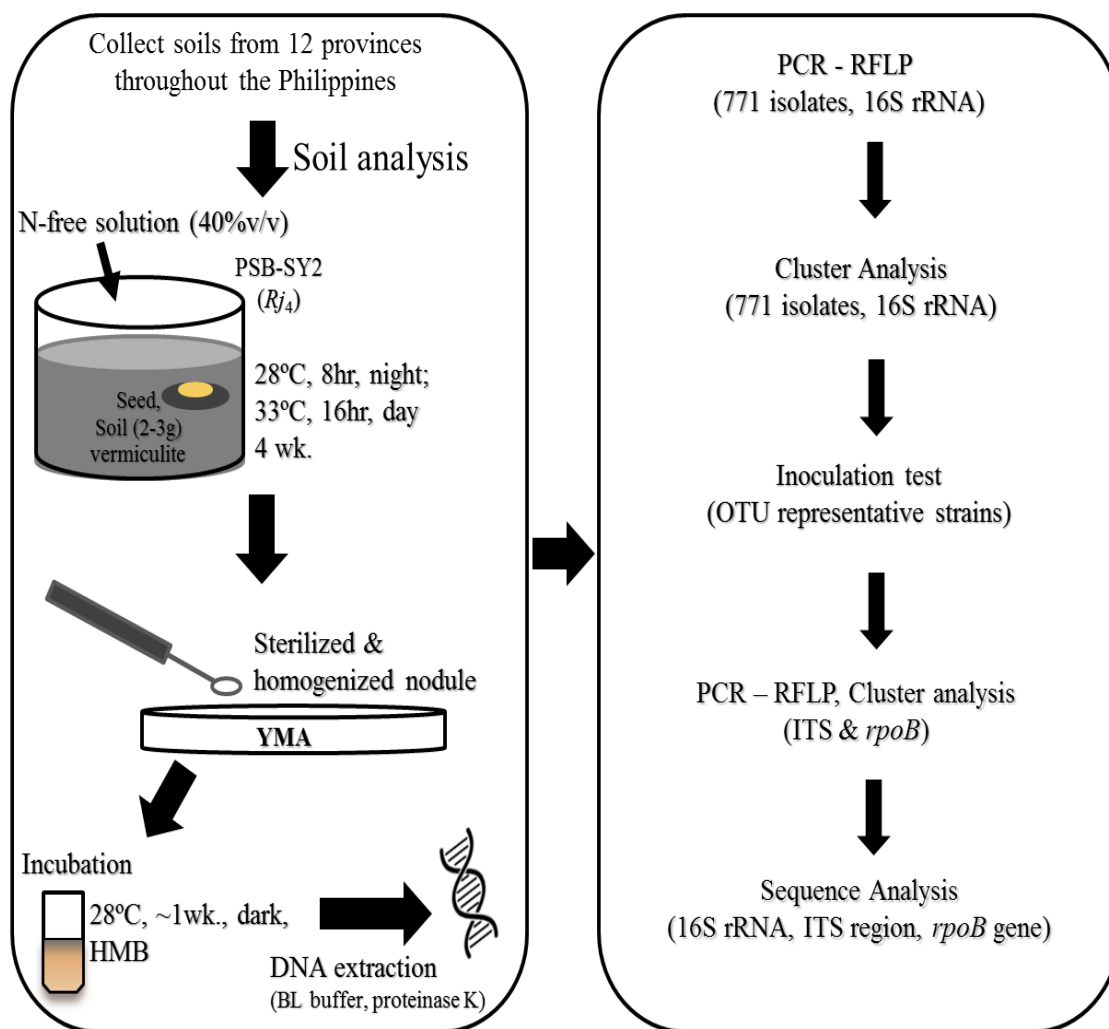 Collect soils from 12 provinces
throughout the Philippines
Soil analysis
N-free solution (40%v/v)
PSB-SY2
(Rj4)
28ºC, 8hr, night;
33ºC, 16hr, day
4 wk.
Seed,
Soil (2-3g)
vermiculite
Sterilized &
homogenized nodule
YMA
Incubation
28ºC, ~1wk., dark,
HMB
DNA extraction
(BL buffer, proteinase K)
PCR - RFLP
(771 isolates, 16S rRNA)
Cluster Analysis
(771 isolates, 16S rRNA)
Inoculation test
(OTU representative strains)
PCR – RFLP, Cluster analysis
(ITS & rpoB)
Sequence Analysis
(16S rRNA, ITS region, rpoB gene)